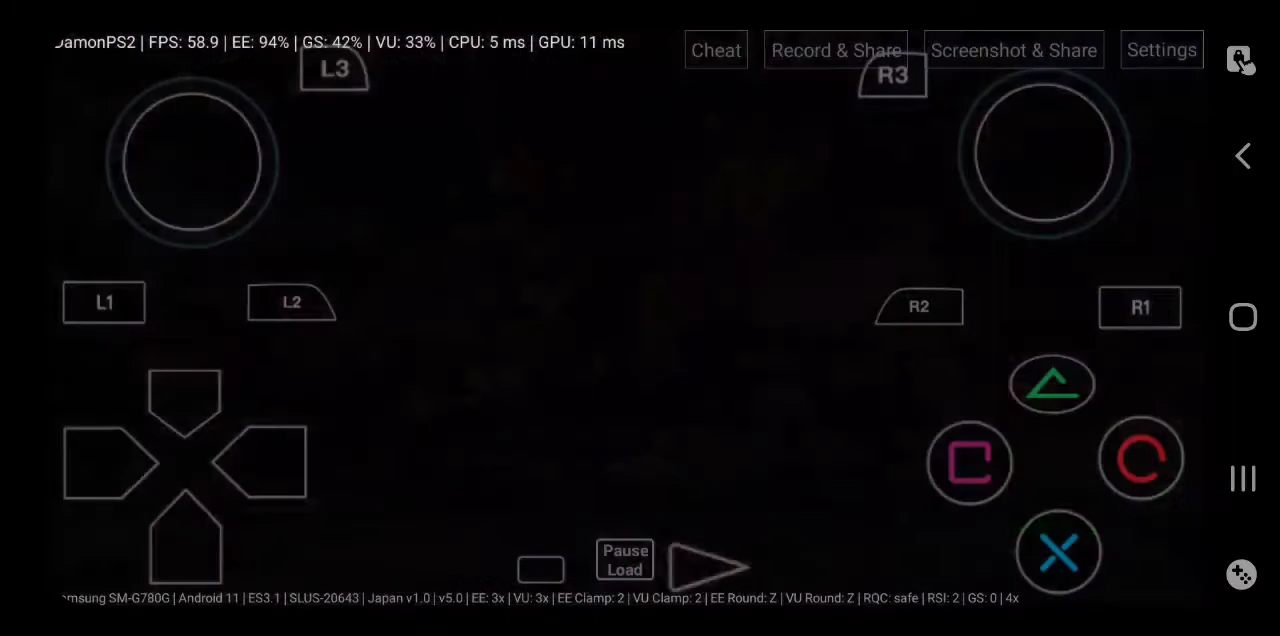 DamonPS2 | FPS: 58.9 | EE: 94% | GS: 42% | VU: 33% | CPU: 5 ms | GPU: 11 ms
Cheat
Record & Share
Screenshot & Share
Settings
L3
R3
L1
L2
R2
R1
Pause
Load
msung SM-G780G | Android 11 | ES3.1 | SLUS-20643 | Japan v1.0 | v5.0 | EE: 3x | VU: 3x | EE Clamp: 2 | VU Clamp: 2 | EE Round: Z | VU Round: Z | RQC: safe | RSI: 2 | GS: 0 | 4x